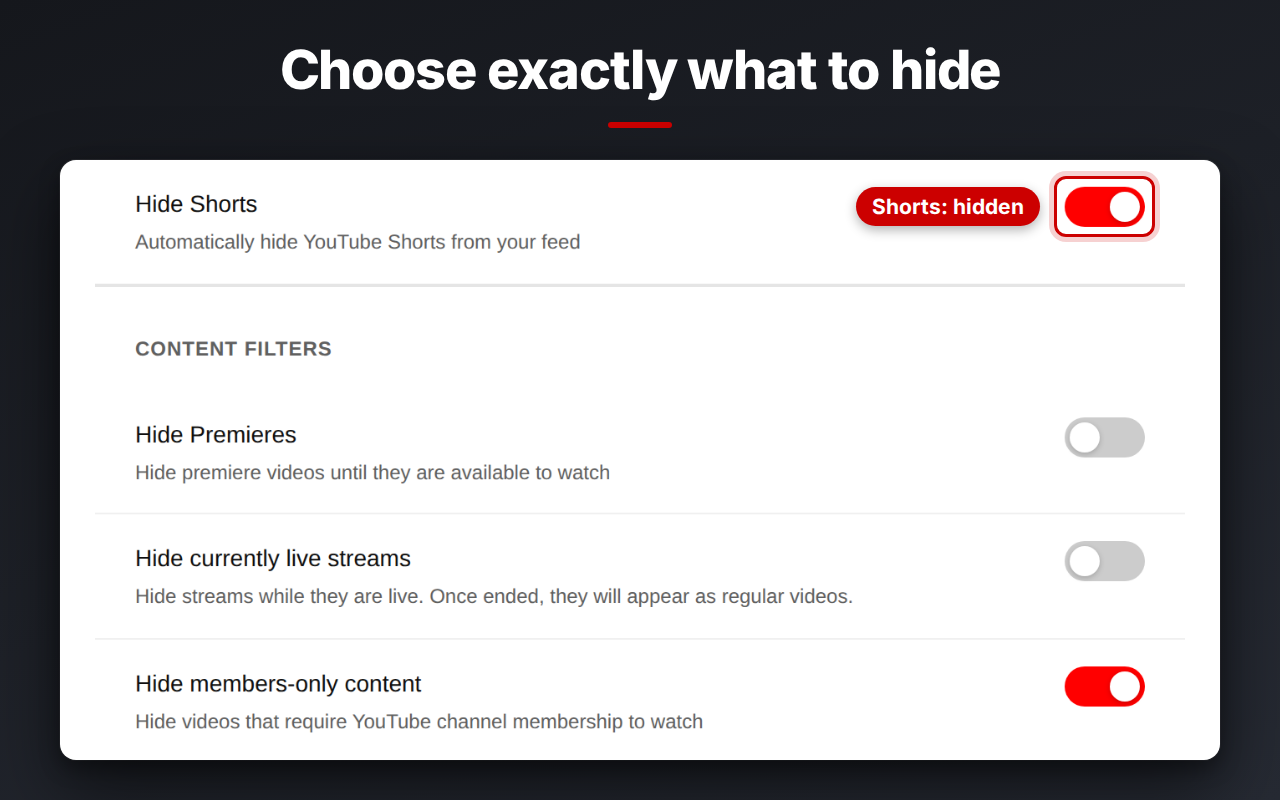 Choose exactly what to hide
Hide Shorts
Shorts: hidden
Automatically hide YouTube Shorts from your feed
CONTENT FILTERS
Hide Premieres
Hide premiere videos until they are available to watch
Hide currently live streams
Hide streams while they are live. Once ended, they will appear as regular videos.
Hide members-only content
Hide videos that require YouTube channel membership to watch